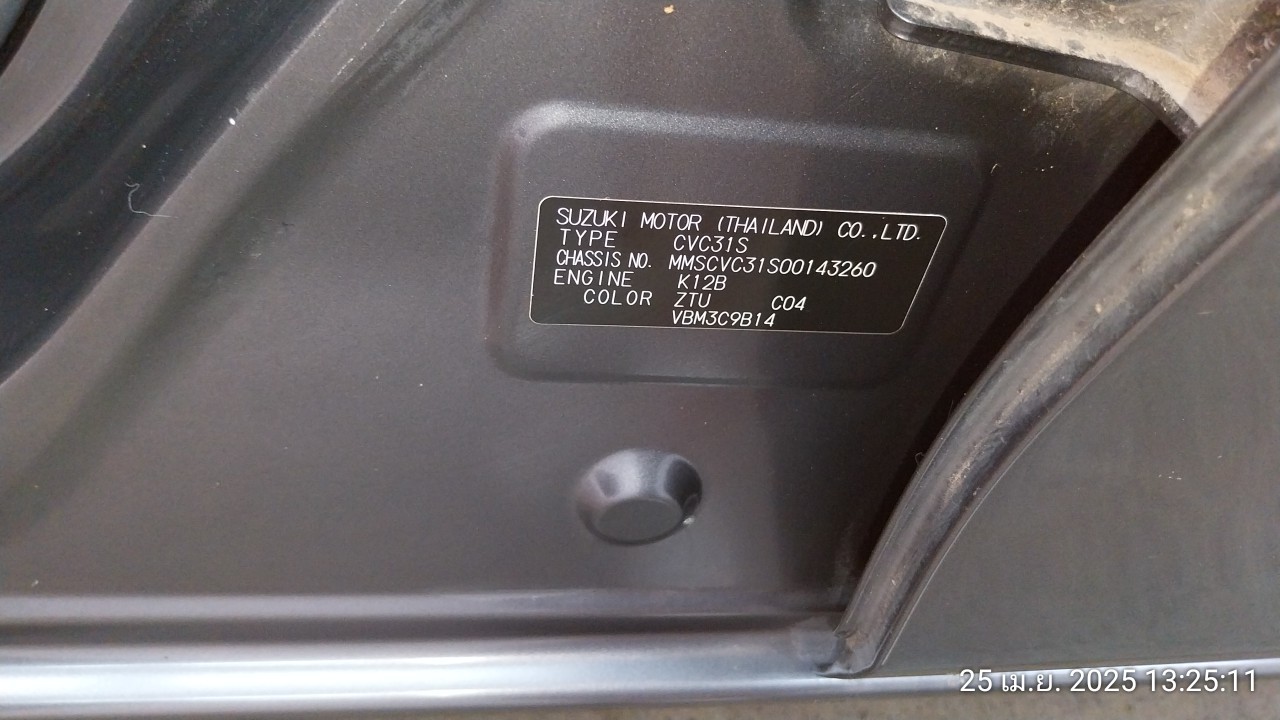 SUZUKI MOTOR (THAILAND) CO.,LTD.
TYPE CVC31S
CHASSIS NO. MMSCVC31S00143260
ENGINE K12B
COLOR ZTU C04
VBM3C9B14
25 เม.ย. 2025 13:25:11